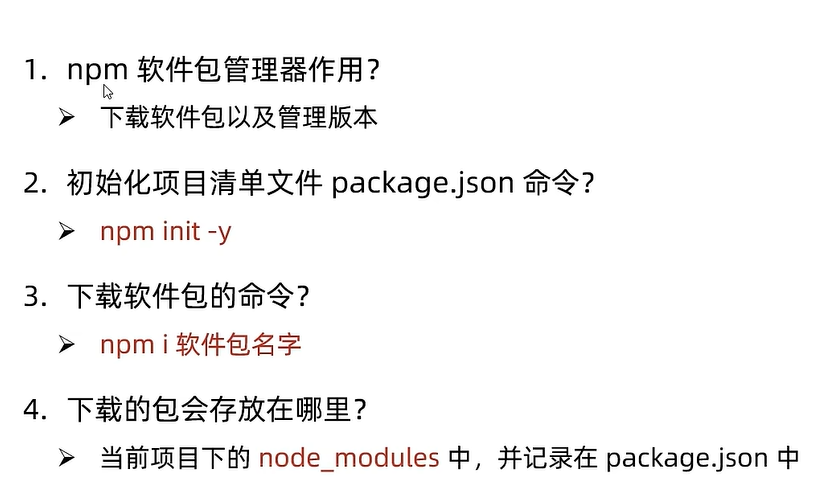 1. npm 软件包管理器作用？
➢ 下载软件包以及管理版本
2. 初始化项目清单文件 package.json 命令？
➢ npm init -y
3. 下载软件包的命令？
➢ npm i 软件包名字
4. 下载的包会存放在哪里？
➢ 当前项目下的 node_modules 中，并记录在 package.json 中